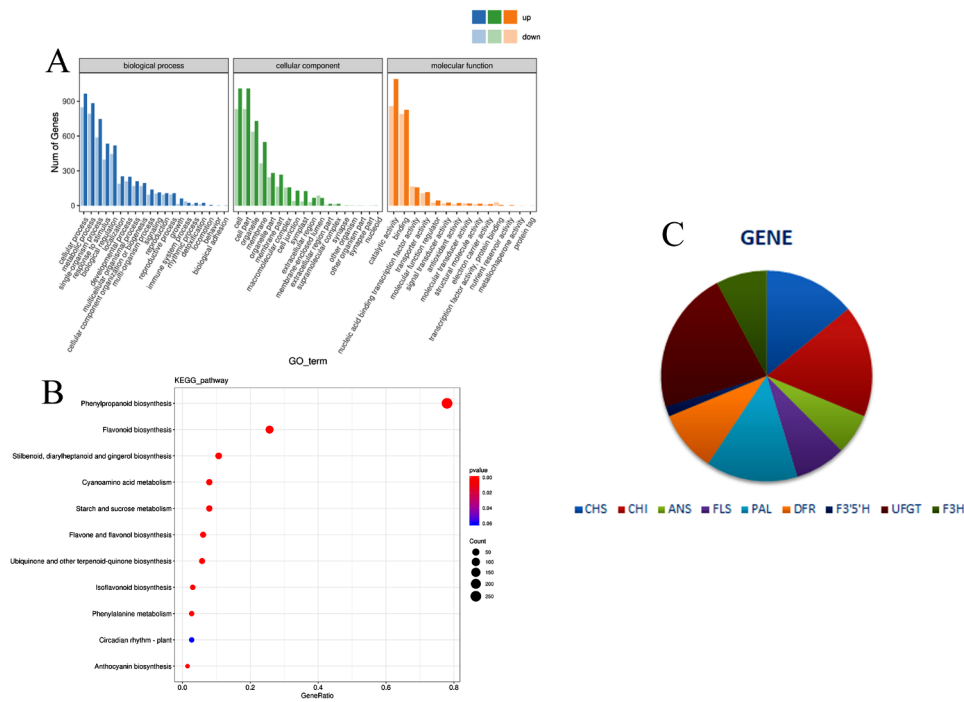 up
down
A
biological process
cellular component
molecular function
Num of Genes
900
600
300
0
cellular process
metabolic process
single-organism process
response to stimulus
biological regulation
localization
developmental process
multicellular organismal process
cellular component organization or biogenesis
multi-organism process
signaling
reproductive process
growth
immune system process
rhythmic process
detoxification
locomotion
behavior
biological adhesion
cell
cell part
organelle
membrane
organelle part
membrane part
macromolecular complex
cell junction
symplast
extracellular region
membrane-enclosed lumen
extracellular region part
supramolecular complex
synapse
other organism
other organism part
synapse part
nucleoid
catalytic activity
binding
nucleic acid binding transcription factor activity
transporter activity
molecular function regulator
signal transducer activity
antioxidant activity
molecular transducer activity
structural molecule activity
electron carrier activity
transcription factor activity, protein binding
nutrient reservoir activity
metallochaperone activity
protein tag
GO_term
B
KEGG_pathway
Phenylpropanoid biosynthesis
Flavonoid biosynthesis
Stilbenoid, diarylheptanoid and gingerol biosynthesis
Cyanoamino acid metabolism
Starch and sucrose metabolism
Flavone and flavonol biosynthesis
Ubiquinone and other terpenoid-quinone biosynthesis
Isoflavonoid biosynthesis
Phenylalanine metabolism
Circadian rhythm - plant
Anthocyanin biosynthesis
0.0 0.2 0.4 0.6 0.8
GeneRatio
pvalue
0.00
0.02
0.04
0.06
Count
50
100
150
200
250
C
GENE
CHS CHI ANS FLS PAL DFR F3'5'H UFGT F3H